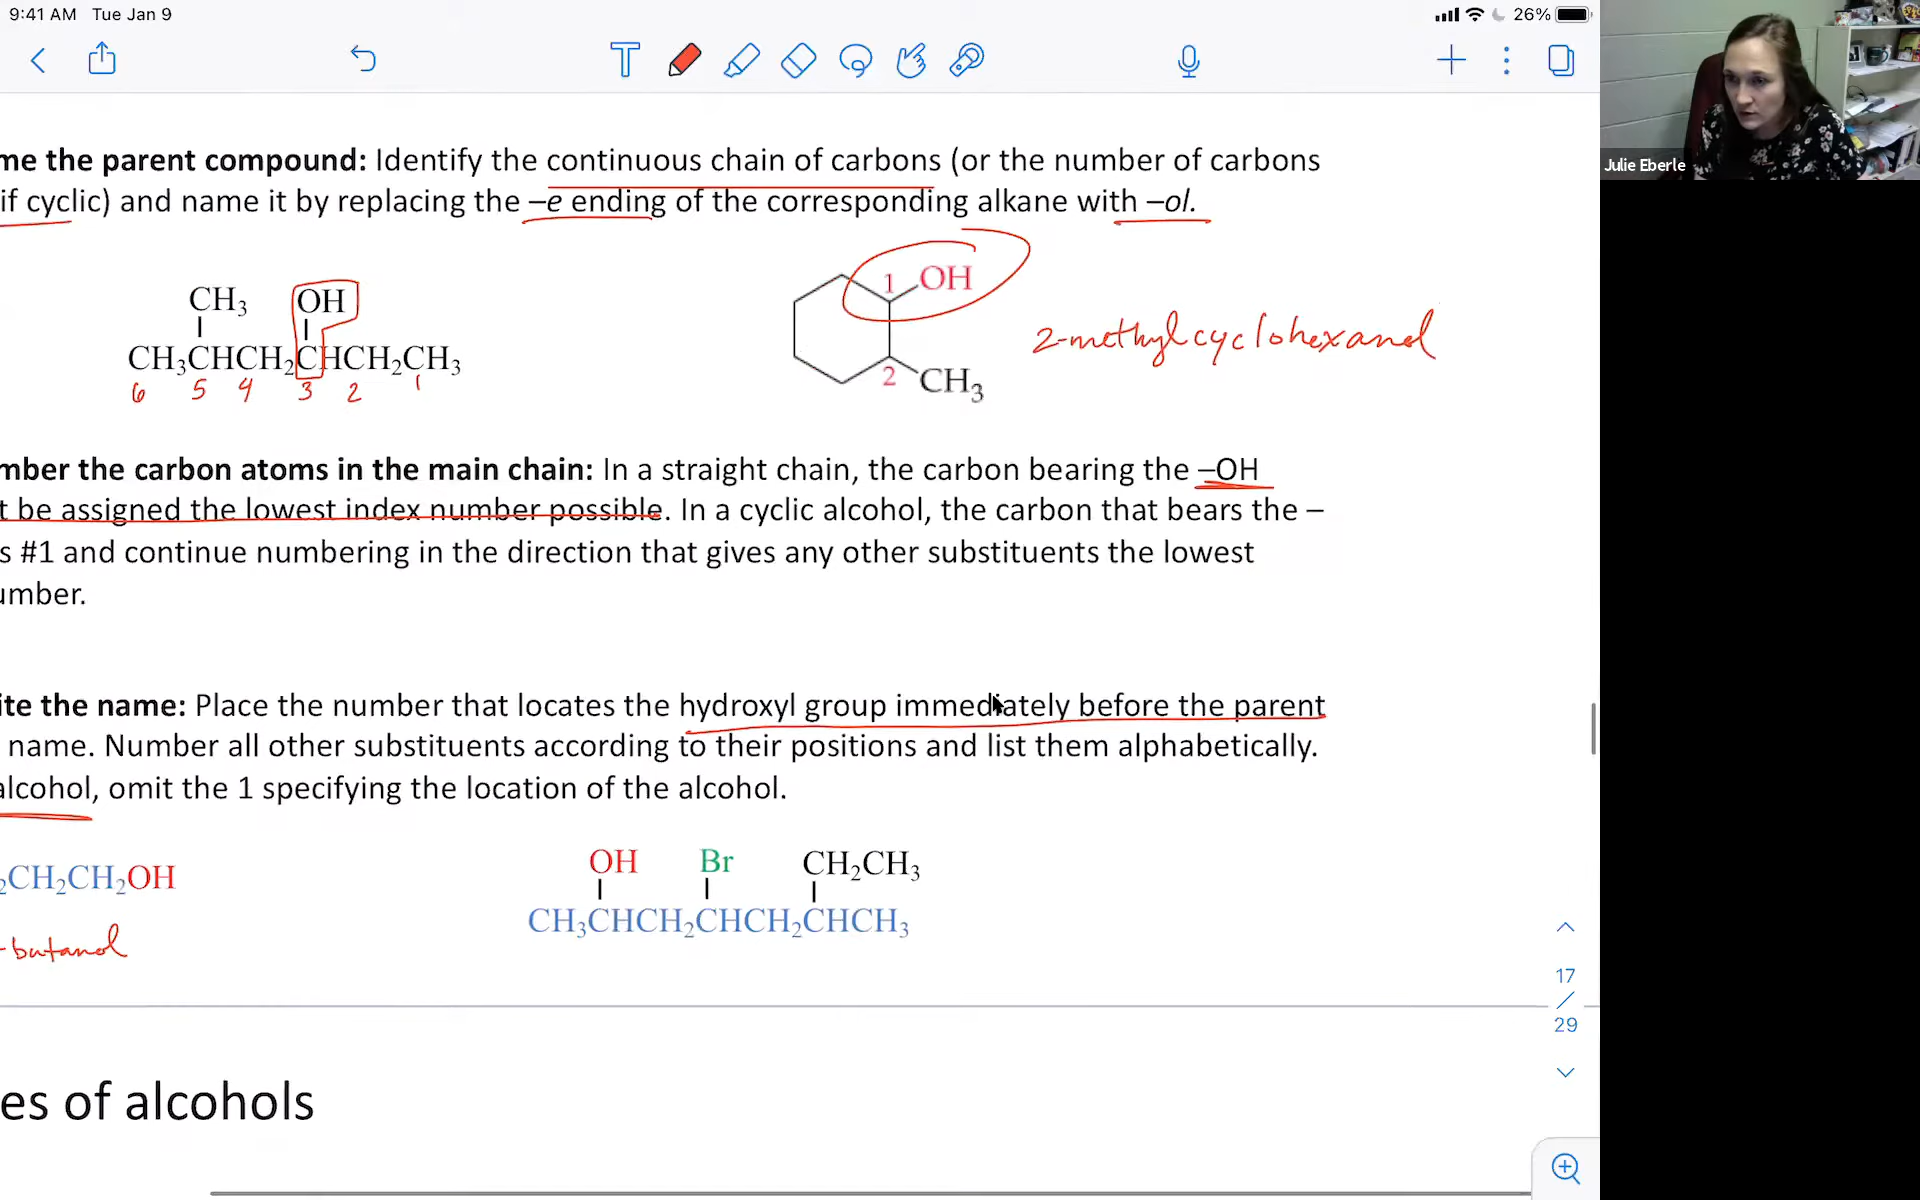 9:41 AM Tue Jan 9
26%
Julie Eberle
me the parent compound: Identify the continuous chain of carbons (or the number of carbons
if cyclic) and name it by replacing the –e ending of the corresponding alkane with –ol.
CH₃ OH
CH₃CHCH₂CHCH₂CH₃
6 5 4 3 2 1
1 OH
2 CH₃
2-methylcyclohexanol
mber the carbon atoms in the main chain: In a straight chain, the carbon bearing the –OH
t be assigned the lowest index number possible. In a cyclic alcohol, the carbon that bears the –
s #1 and continue numbering in the direction that gives any other substituents the lowest
umber.
ite the name: Place the number that locates the hydroxyl group immediately before the parent
name. Number all other substituents according to their positions and list them alphabetically.
alcohol, omit the 1 specifying the location of the alcohol.
₂CH₂CH₂OH
-butanol
OH Br CH₂CH₃
CH₃CHCH₂CHCH₂CHCH₃
17
/
29
es of alcohols